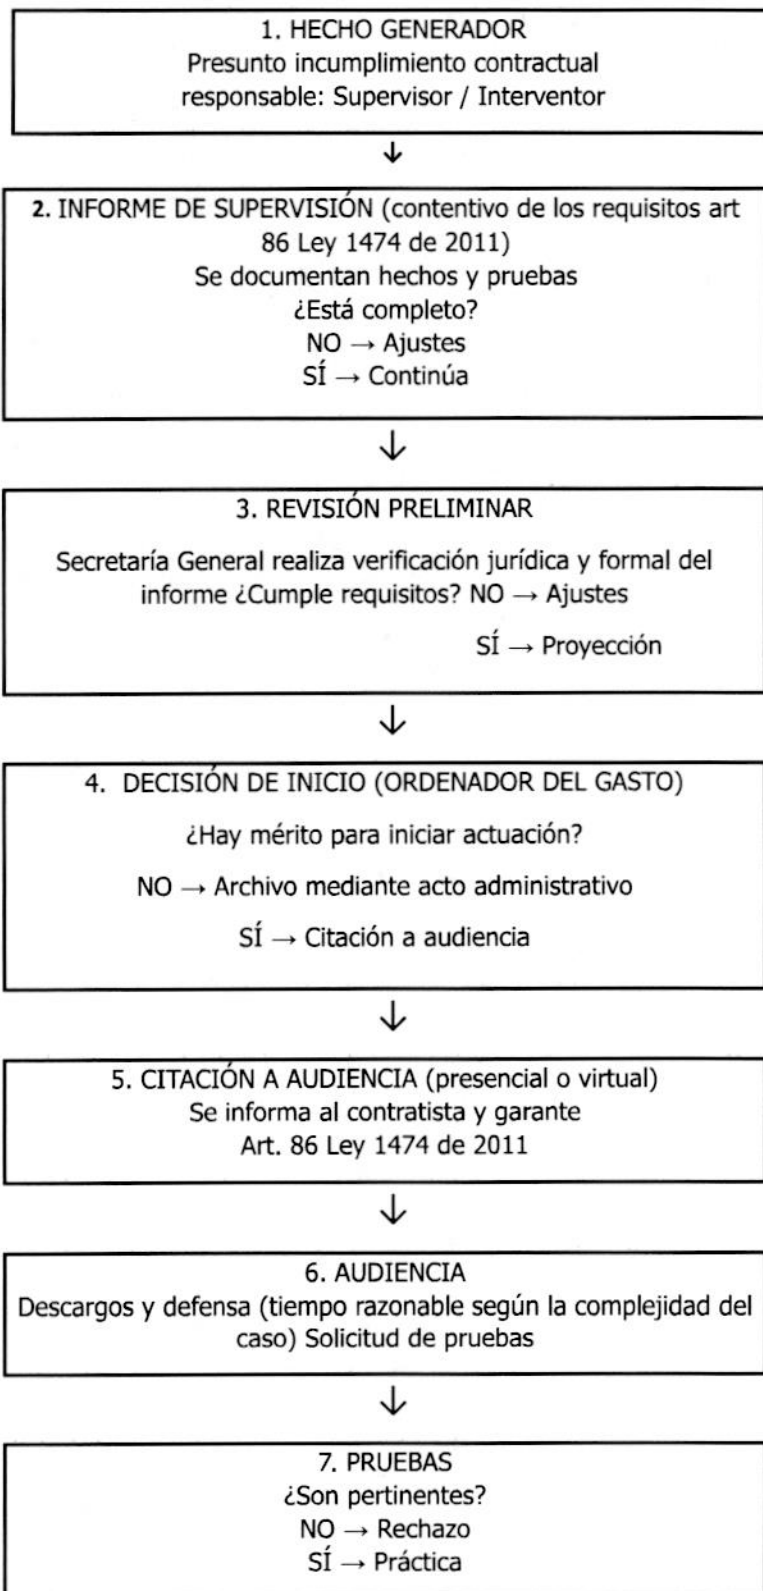 1. HECHO GENERADOR
Presunto incumplimiento contractual
responsable: Supervisor / Interventor
↓
2. INFORME DE SUPERVISIÓN (contentivo de los requisitos art
86 Ley 1474 de 2011)
Se documentan hechos y pruebas
¿Está completo?
NO → Ajustes
SÍ → Continúa
↓
3. REVISIÓN PRELIMINAR
Secretaría General realiza verificación jurídica y formal del
informe ¿Cumple requisitos? NO → Ajustes
SÍ → Proyección
↓
4. DECISIÓN DE INICIO (ORDENADOR DEL GASTO)
¿Hay mérito para iniciar actuación?
NO → Archivo mediante acto administrativo
SÍ → Citación a audiencia
↓
5. CITACIÓN A AUDIENCIA (presencial o virtual)
Se informa al contratista y garante
Art. 86 Ley 1474 de 2011
↓
6. AUDIENCIA
Descargos y defensa (tiempo razonable según la complejidad del
caso) Solicitud de pruebas
↓
7. PRUEBAS
¿Son pertinentes?
NO → Rechazo
SÍ → Práctica